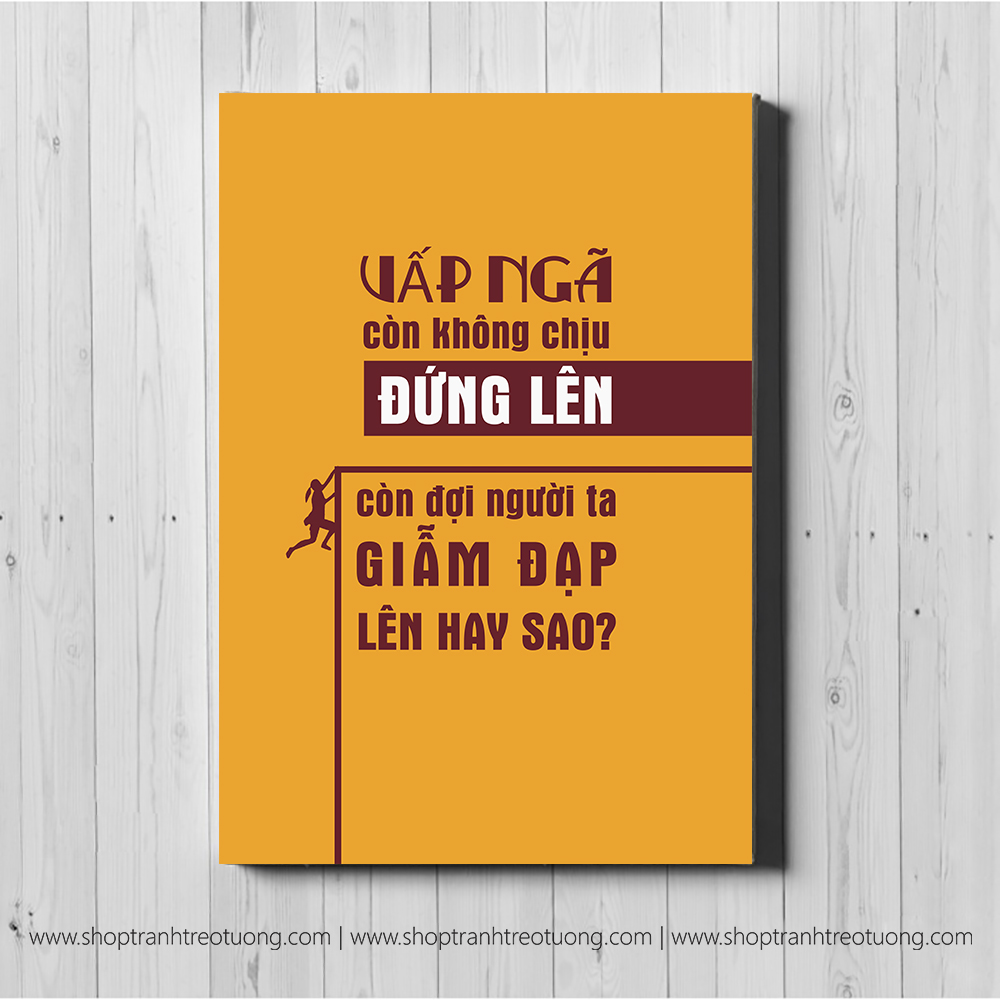 VẤP NGÃ
còn không chịu
ĐỨNG LÊN
còn đợi người ta
GIẪM ĐẠP
LÊN HAY SAO?
www.shoptranhtreotuong.com | www.shoptranhtreotuong.com | www.shoptranhtreotuong.com